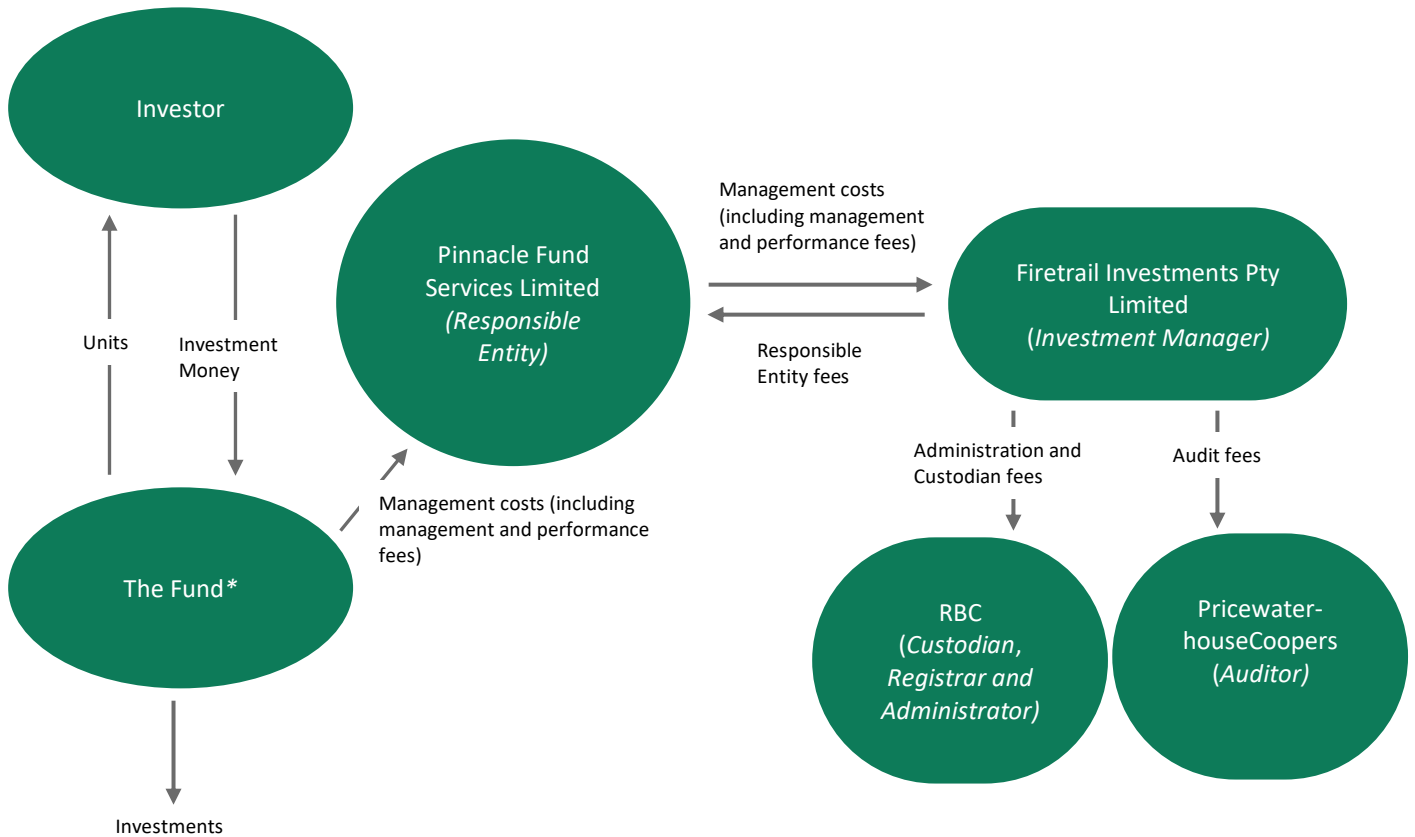 Investor
Units
Investment
Money
The Fund*
Investments
Pinnacle Fund
Services Limited
(Responsible
Entity)
Management costs (including
management and performance
fees)
Management costs
(including management
and performance fees)
Responsible
Entity fees
Firetrail Investments Pty
Limited
(Investment Manager)
Administration and
Custodian fees
Audit fees
RBC
(Custodian,
Registrar and
Administrator)
Pricewater-
houseCoopers
(Auditor)